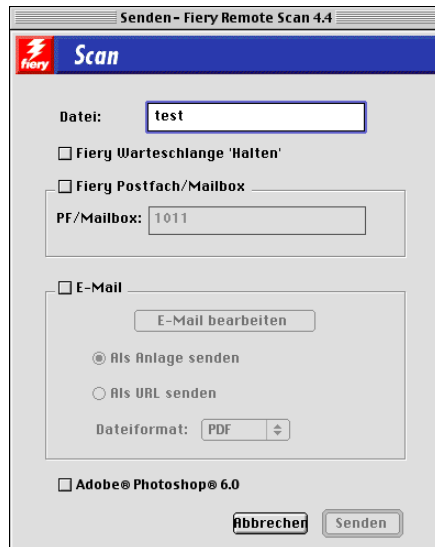 Senden - Fiery Remote Scan 4.4
fiery
Scan
Datei: test
Fiery Warteschlange 'Halten'
Fiery Postfach/Mailbox
PF/Mailbox: 1011
E-Mail
E-Mail bearbeiten
Als Anlage senden
Als URL senden
Dateiformat: PDF
Adobe® Photoshop® 6.0
Abbrechen Senden